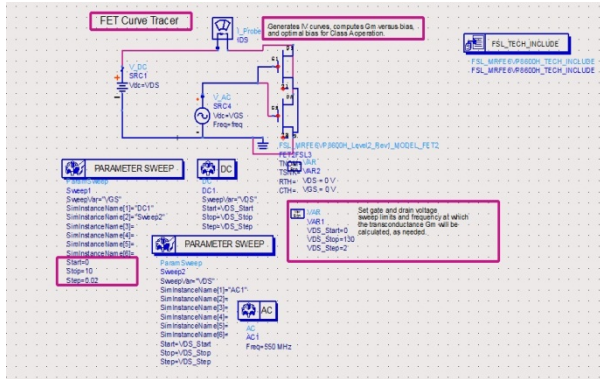 FET Curve Tracer
I_Probe
IDS
Generates IV curves, computes Gm versus bias,
and optimal bias for Class A operation.
FSL_TECH_INCLUDE
FSL_MRFE6VP8600H_TECH_INCLUDE
FSL_MRFE6VP8600H_TECH_INCLUDE
V_DC
SRC1
Vdc=VDS
V_AC
SRC4
Vdc=VGS
Freq=freq
FSL_MRFE6VP8600H_Level2_Rev1_MODEL_FET2
VAR
VAR2
RTH=
VDS = 0 V
CTH=
VGS = 0 V
PARAMETER SWEEP
ParamSweep
Sweep1
SweepVar="VGS"
SimInstanceName[1]="DC1"
SimInstanceName[2]="Sweep2"
SimInstanceName[3]=
SimInstanceName[4]=
SimInstanceName[5]=
SimInstanceName[6]=
Start=0
Stop=10
Step=0.02
DC
DC
DC1
SweepVar="VDS"
Start=VDS_Start
Stop=VDS_Stop
Step=VDS_Step
VAR
VAR1
VDS_Start=0
VDS_Stop=130
VDS_Step=2
Set gate and drain voltage
sweep limits and frequency at which
the transconductance Gm will be
calculated, as needed.
PARAMETER SWEEP
ParamSweep
Sweep2
SweepVar="VDS"
SimInstanceName[1]="AC1"
SimInstanceName[2]=
SimInstanceName[3]=
SimInstanceName[4]=
SimInstanceName[5]=
SimInstanceName[6]=
Start=VDS_Start
Stop=VDS_Stop
Step=VDS_Step
AC
AC
AC1
Freq=550 MHz